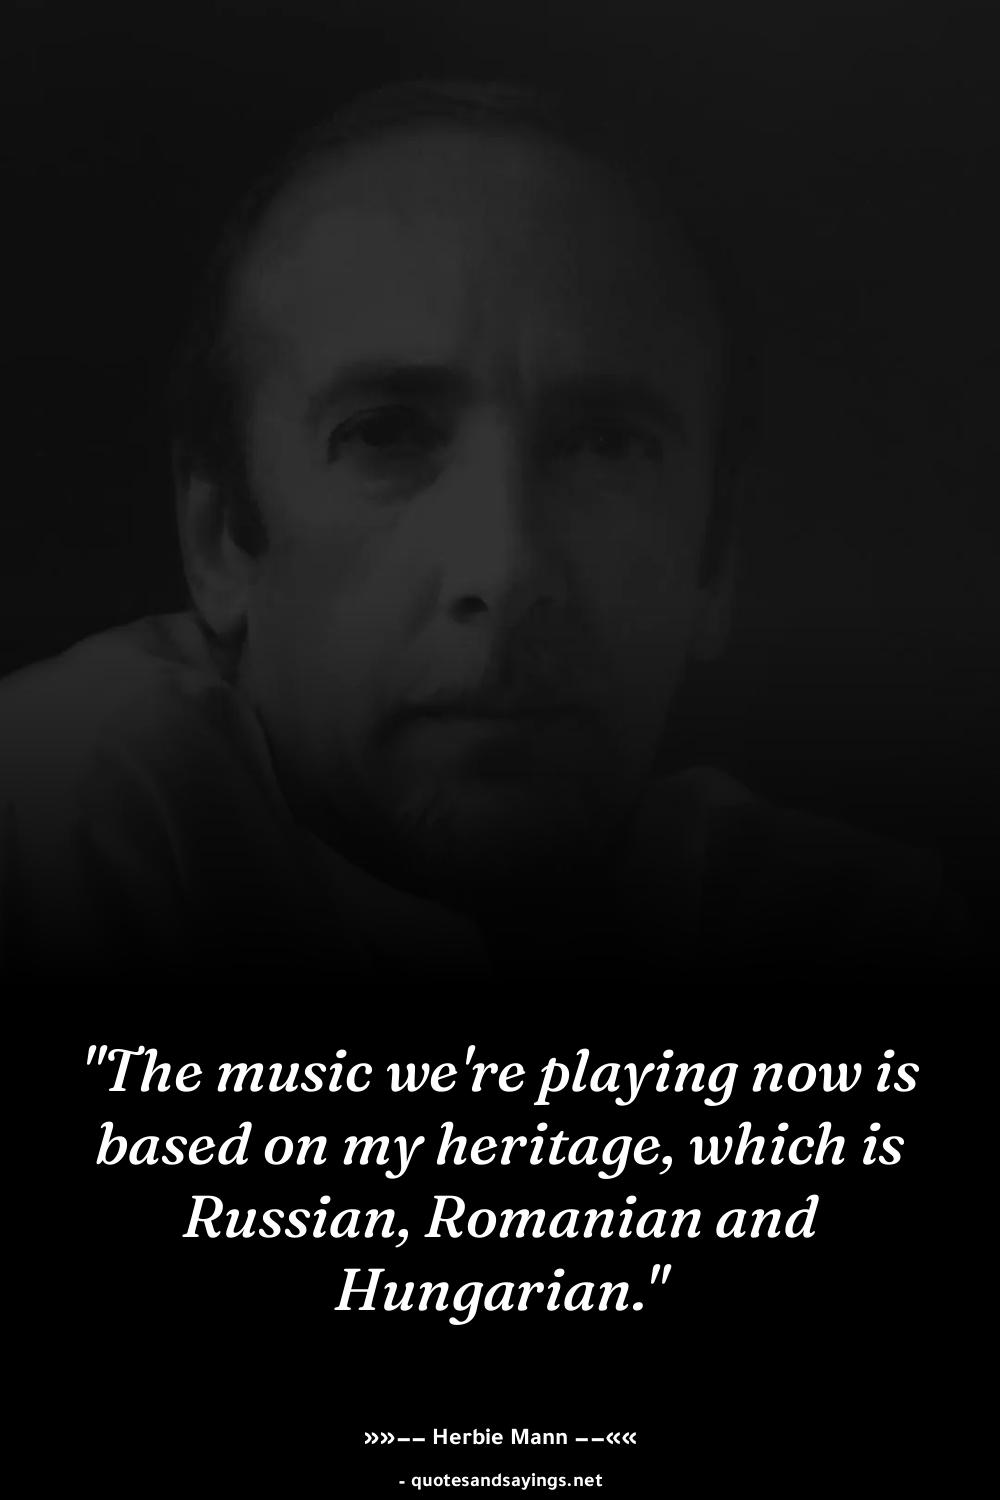 "The music we're playing now is
based on my heritage, which is
Russian, Romanian and
Hungarian."
»»−− Herbie Mann −−««
- quotesandsayings.net